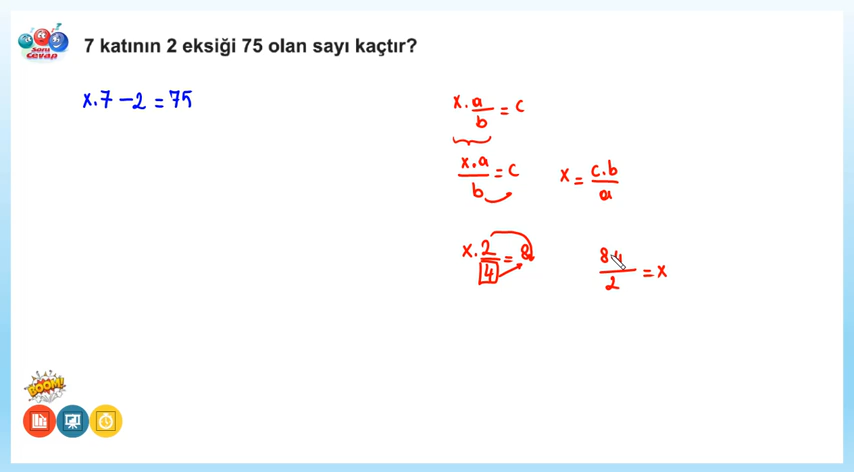 Soru
Cevap
7 katının 2 eksiği 75 olan sayı kaçtır?
x.7 - 2 = 75
x. a/b = c
x.a/b = c
x = c.b/a
x. 2/4 = 8
8.4/2 = x
BOOM!